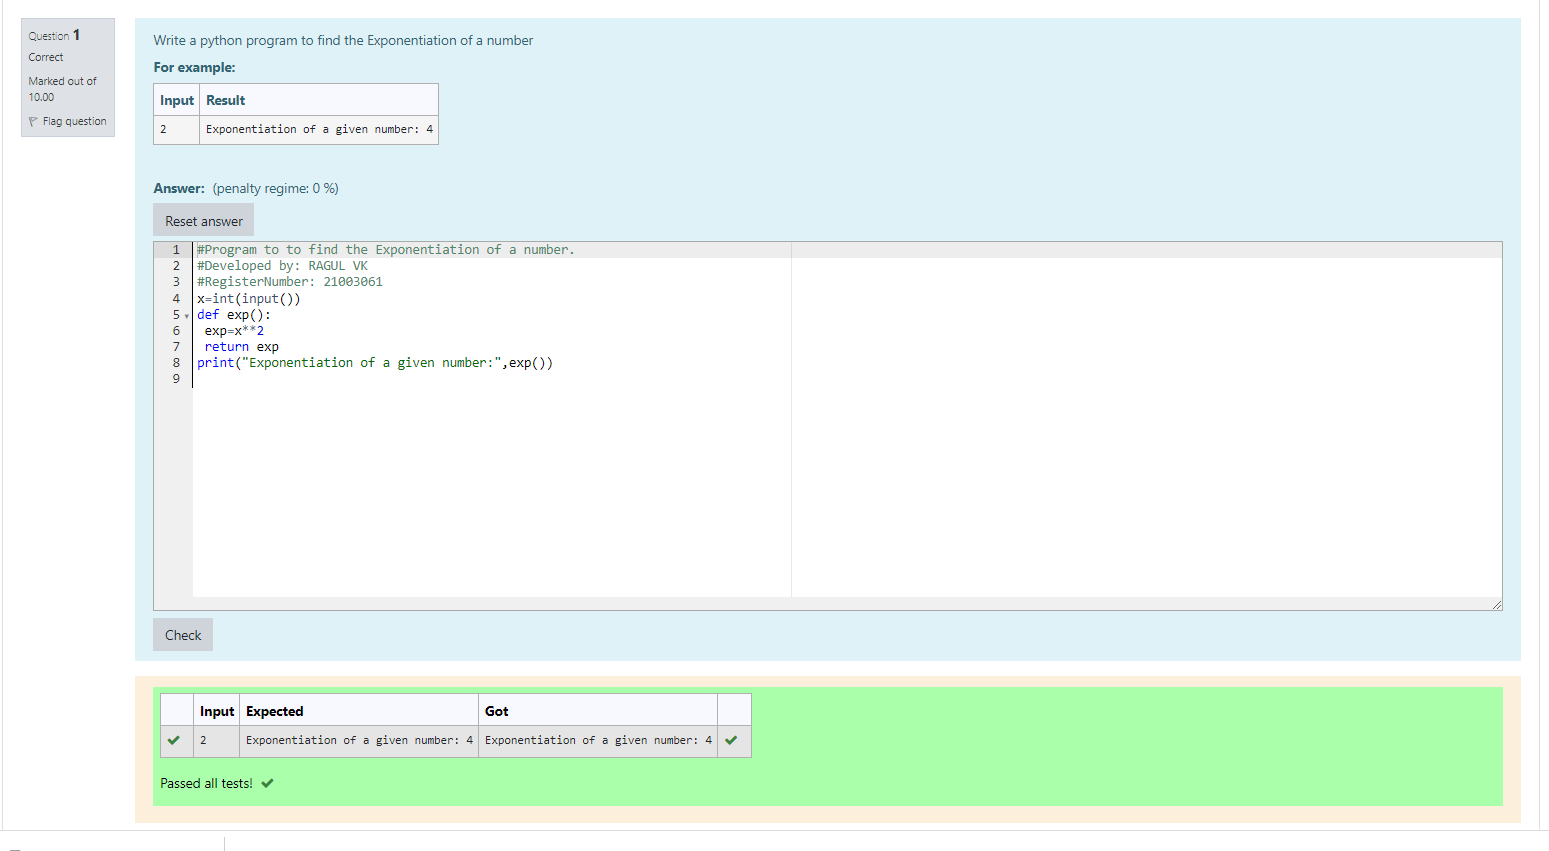 Question 1
Correct
Marked out of
10.00
Flag question
Write a python program to find the Exponentiation of a number
For example:
Input Result
2 Exponentiation of a given number: 4
Answer: (penalty regime: 0 %)
Reset answer
1 #Program to to find the Exponentiation of a number.
2 #Developed by: RAGUL VK
3 #RegisterNumber: 21003061
4 x=int(input())
5 def exp():
6  exp=x**2
7  return exp
8 print("Exponentiation of a given number:",exp())
9
Check
Input Expected Got
2 Exponentiation of a given number: 4 Exponentiation of a given number: 4
Passed all tests!